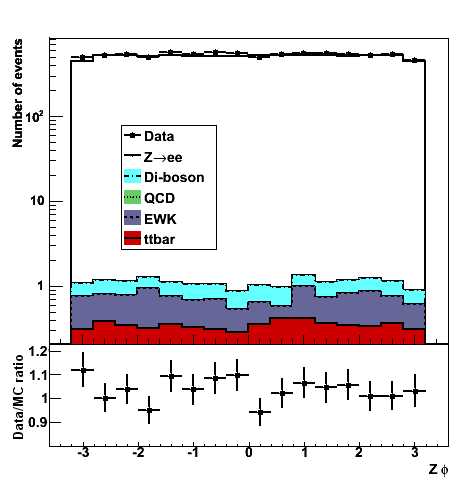 Number of events
10²
10
1
Data
Z→ee
Di-boson
QCD
EWK
ttbar
Data/MC ratio
1.2
1.1
1
0.9
-3 -2 -1 0 1 2 3
Z ϕ